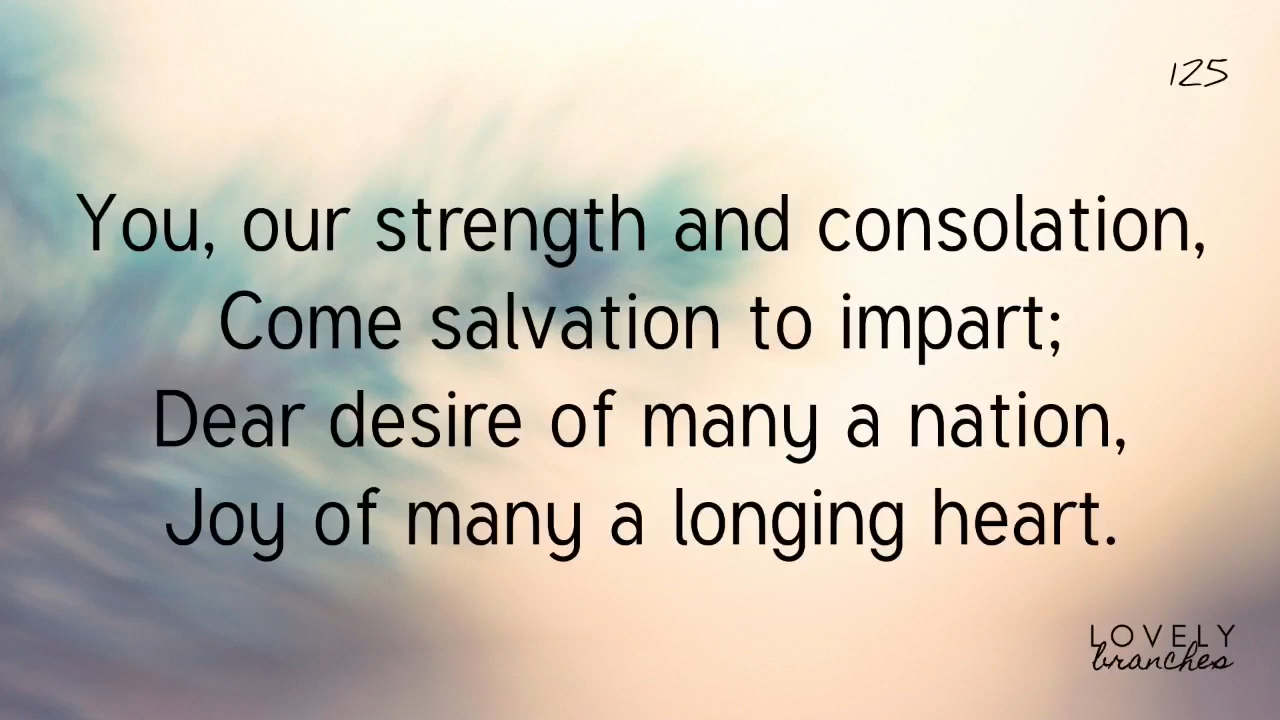 125
You, our strength and consolation,
Come salvation to impart;
Dear desire of many a nation,
Joy of many a longing heart.
LOVELY
branches